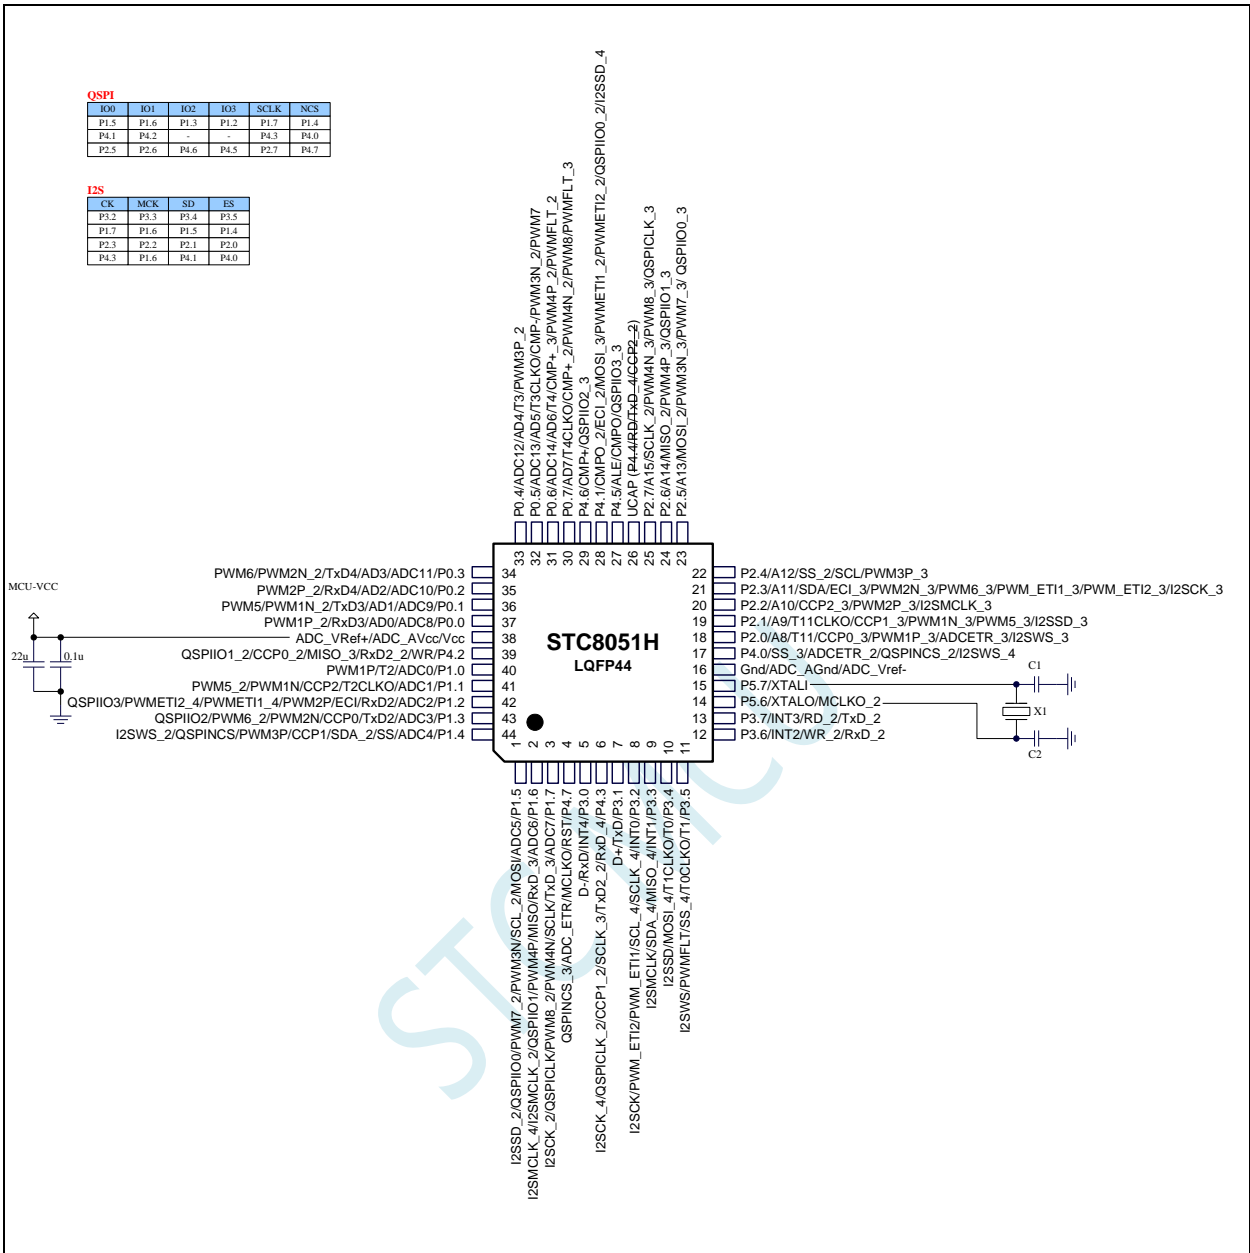 QSPI
IO0 IO1 IO2 IO3 SCLK NCS
P1.5 P1.6 P1.3 P1.2 P1.7 P1.4
P4.1 P4.2 - - P4.3 P4.0
P2.5 P2.6 P4.6 P4.5 P2.7 P4.7
I2S
CK MCK SD ES
P3.2 P3.3 P3.4 P3.5
P1.7 P1.6 P1.5 P1.4
P2.3 P2.2 P2.1 P2.0
P4.3 P1.6 P4.1 P4.0
P0.4/ADC12/AD4/T3/PWM3P_2
P0.5/ADC13/AD5/T3CLKO/CMP-/PWM3N_2/PWM7
P0.6/ADC14/AD6/T4/CMP+_3/PWM4P_2/PWMFLT_2
P0.7/AD7/T4CLKO/CMP+_2/PWM4N_2/PWM8/PWMFLT_3
P4.6/CMP+/QSPIIO2_3
P4.1/CMPO_2/ECI_2/MOSI_3/PWMETI1_2/PWMETI2_2/QSPIIO0_2/I2SSD_4
P4.5/ALE/CMPO/QSPIIO3_3
UCAP (P4.4/RD/TxD_4/CCP2_2)
P2.7/A15/SCLK_2/PWM4N_3/PWM8_3/QSPICLK_3
P2.6/A14/MISO_2/PWM4P_3/QSPIIO1_3
P2.5/A13/MOSI_2/PWM3N_3/PWM7_3/ QSPIIO0_3
33 32 31 30 29 28 27 26 25 24 23
PWM6/PWM2N_2/TxD4/AD3/ADC11/P0.3 34
PWM2P_2/RxD4/AD2/ADC10/P0.2 35
PWM5/PWM1N_2/TxD3/AD1/ADC9/P0.1 36
PWM1P_2/RxD3/AD0/ADC8/P0.0 37
ADC_VRef+/ADC_AVcc/Vcc 38
QSPIIO1_2/CCP0_2/MISO_3/RxD2_2/WR/P4.2 39
PWM1P/T2/ADC0/P1.0 40
PWM5_2/PWM1N/CCP2/T2CLKO/ADC1/P1.1 41
QSPIIO3/PWMETI2_4/PWMETI1_4/PWM2P/ECI/RxD2/ADC2/P1.2 42
QSPIIO2/PWM6_2/PWM2N/CCP0/TxD2/ADC3/P1.3 43
I2SWS_2/QSPINCS/PWM3P/CCP1/SDA_2/SS/ADC4/P1.4 44
MCU-VCC
22u 0.1u
STC8051H
LQFP44
22 P2.4/A12/SS_2/SCL/PWM3P_3
21 P2.3/A11/SDA/ECI_3/PWM2N_3/PWM6_3/PWM_ETI1_3/PWM_ETI2_3/I2SCK_3
20 P2.2/A10/CCP2_3/PWM2P_3/I2SMCLK_3
19 P2.1/A9/T11CLKO/CCP1_3/PWM1N_3/PWM5_3/I2SSD_3
18 P2.0/A8/T11/CCP0_3/PWM1P_3/ADCETR_3/I2SWS_3
17 P4.0/SS_3/ADCETR_2/QSPINCS_2/I2SWS_4
16 Gnd/ADC_AGnd/ADC_Vref-
15 P5.7/XTALI
14 P5.6/XTALO/MCLKO_2
13 P3.7/INT3/RD_2/TxD_2
12 P3.6/INT2/WR_2/RxD_2
C1
X1
C2
1 2 3 4 5 6 7 8 9 10 11
I2SSD_2/QSPIIO0/PWM7_2/PWM3N/SCL_2/MOSI/ADC5/P1.5
I2SMCLK_4/I2SMCLK_2/QSPIIO1/PWM4P/MISO/RxD_3/ADC6/P1.6
I2SCK_2/QSPICLK/PWM8_2/PWM4N/SCLK/TxD_3/ADC7/P1.7
QSPINCS_3/ADC_ETR/MCLKO/RST/P4.7
D-/RxD/INT4/P3.0
I2SCK_4/QSPICLK_2/CCP1_2/SCLK_3/TxD2_2/RxD_4/P4.3
D+/TxD/P3.1
I2SCK/PWM_ETI2/PWM_ETI1/SCL_4/SCLK_4/INT0/P3.2
I2SMCLK/SDA_4/MISO_4/INT1/P3.3
I2SSD/MOSI_4/T1CLKO/T0/P3.4
I2SWS/PWMFLT/SS_4/T0CLKO/T1/P3.5
STCMCU